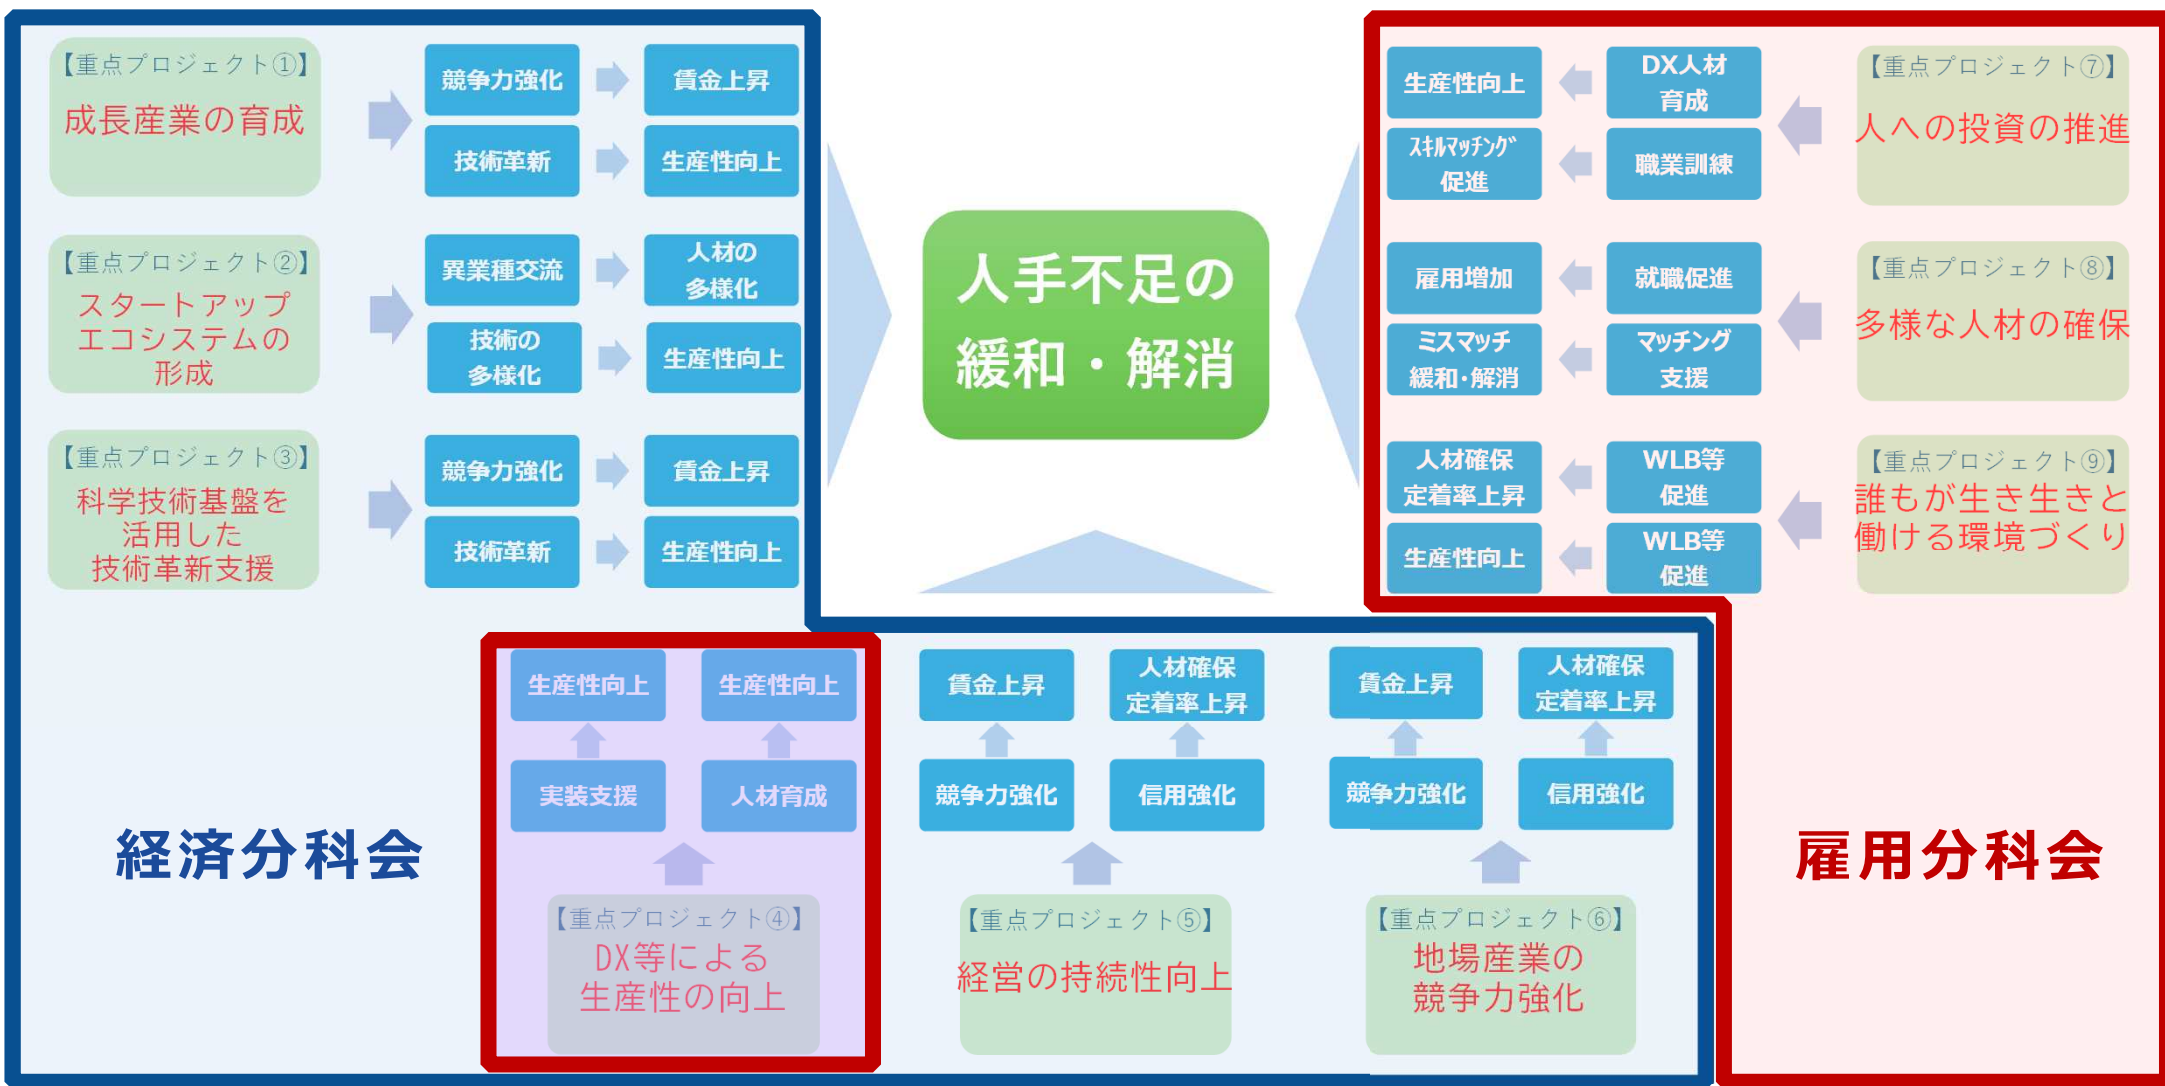 【重点プロジェクト①】
成長産業の育成
競争力強化
賃金上昇
技術革新
生産性向上
【重点プロジェクト②】
スタートアップ
エコシステムの
形成
異業種交流
人材の
多様化
技術の
多様化
生産性向上
【重点プロジェクト③】
科学技術基盤を
活用した
技術革新支援
競争力強化
賃金上昇
技術革新
生産性向上
人手不足の
緩和・解消
生産性向上
DX人材
育成
スキルマッチング
促進
職業訓練
【重点プロジェクト⑦】
人への投資の推進
雇用増加
就職促進
ミスマッチ
緩和・解消
マッチング
支援
【重点プロジェクト⑧】
多様な人材の確保
人材確保
定着率上昇
WLB等
促進
生産性向上
WLB等
促進
【重点プロジェクト⑨】
誰もが生き生きと
働ける環境づくり
経済分科会
生産性向上
生産性向上
実装支援
人材育成
【重点プロジェクト④】
DX等による
生産性の向上
賃金上昇
人材確保
定着率上昇
競争力強化
信用強化
【重点プロジェクト⑤】
経営の持続性向上
賃金上昇
人材確保
定着率上昇
競争力強化
信用強化
【重点プロジェクト⑥】
地場産業の
競争力強化
雇用分科会